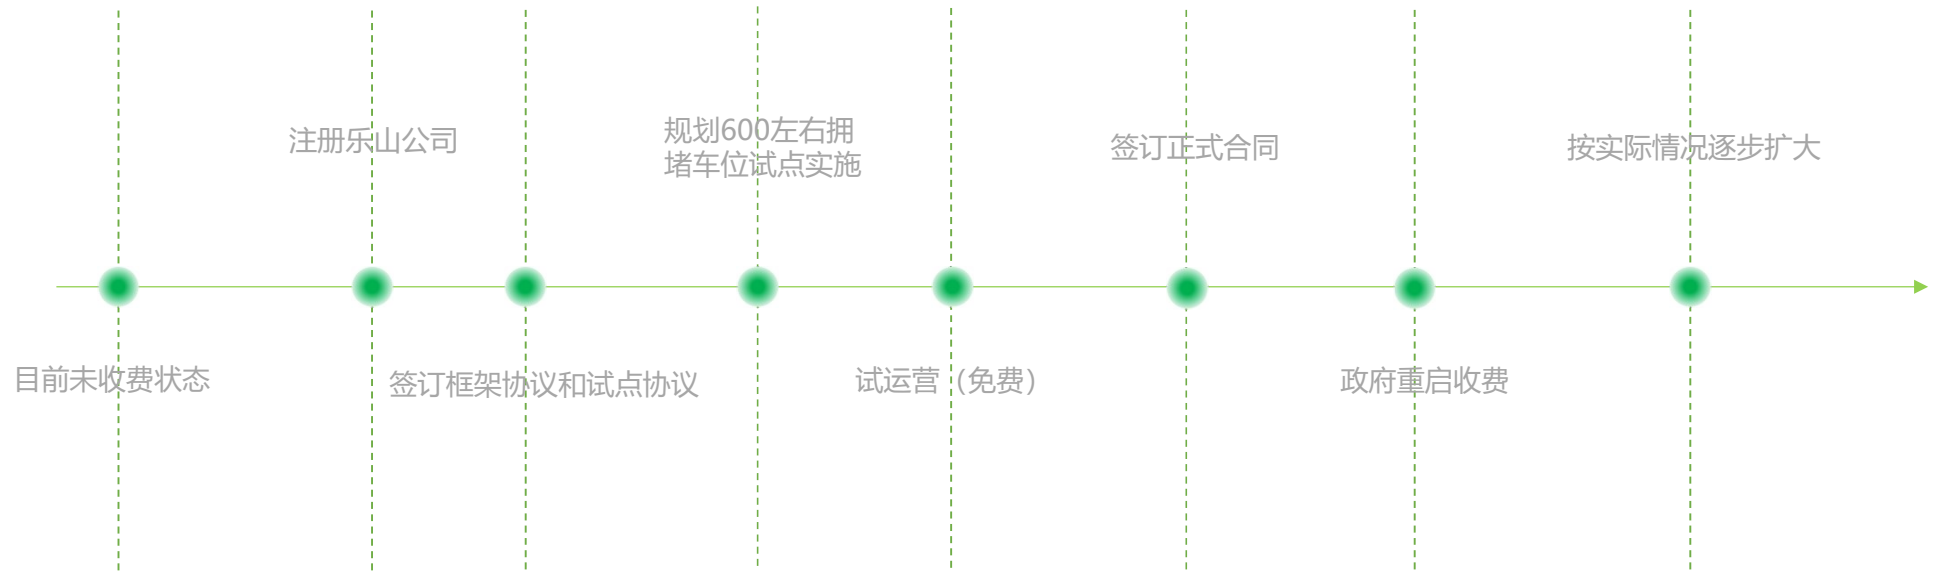 目前未收费状态
注册乐山公司
签订框架协议和试点协议
规划600左右拥
堵车位试点实施
试运营（免费）
签订正式合同
政府重启收费
按实际情况逐步扩大